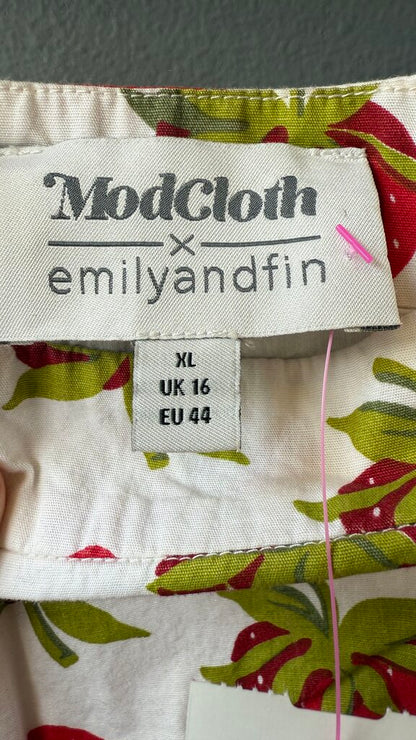 ModCloth
×
emilyandfin
XL
UK 16
EU 44